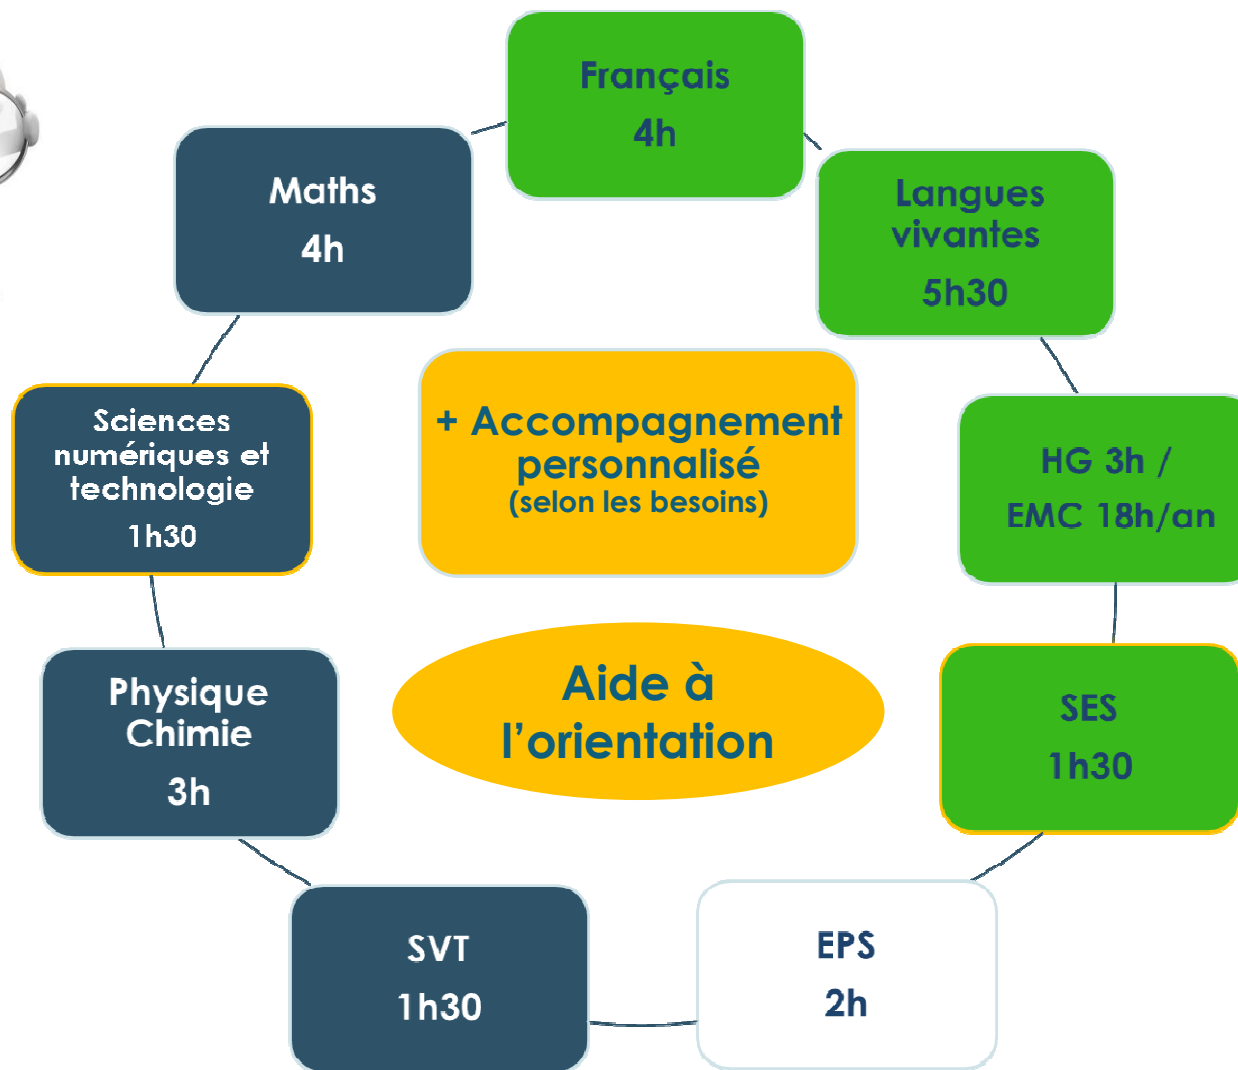 Français
4h
Langues
vivantes
5h30
HG 3h /
EMC 18h/an
SES
1h30
EPS
2h
SVT
1h30
Physique
Chimie
3h
Sciences
numériques et
technologie
1h30
Maths
4h
+ Accompagnement
personnalisé
(selon les besoins)
Aide à
l’orientation